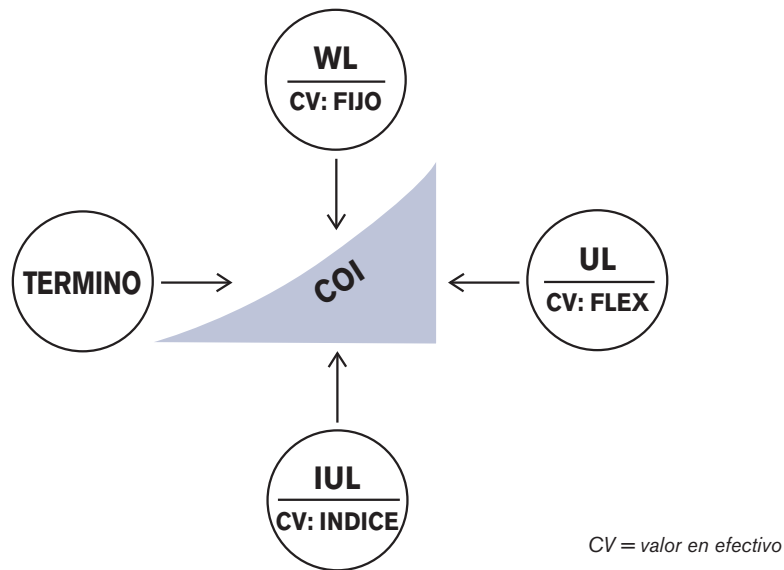 WL
CV: FIJO
TERMINO
COI
UL
CV: FLEX
IUL
CV: INDICE
CV = valor en efectivo